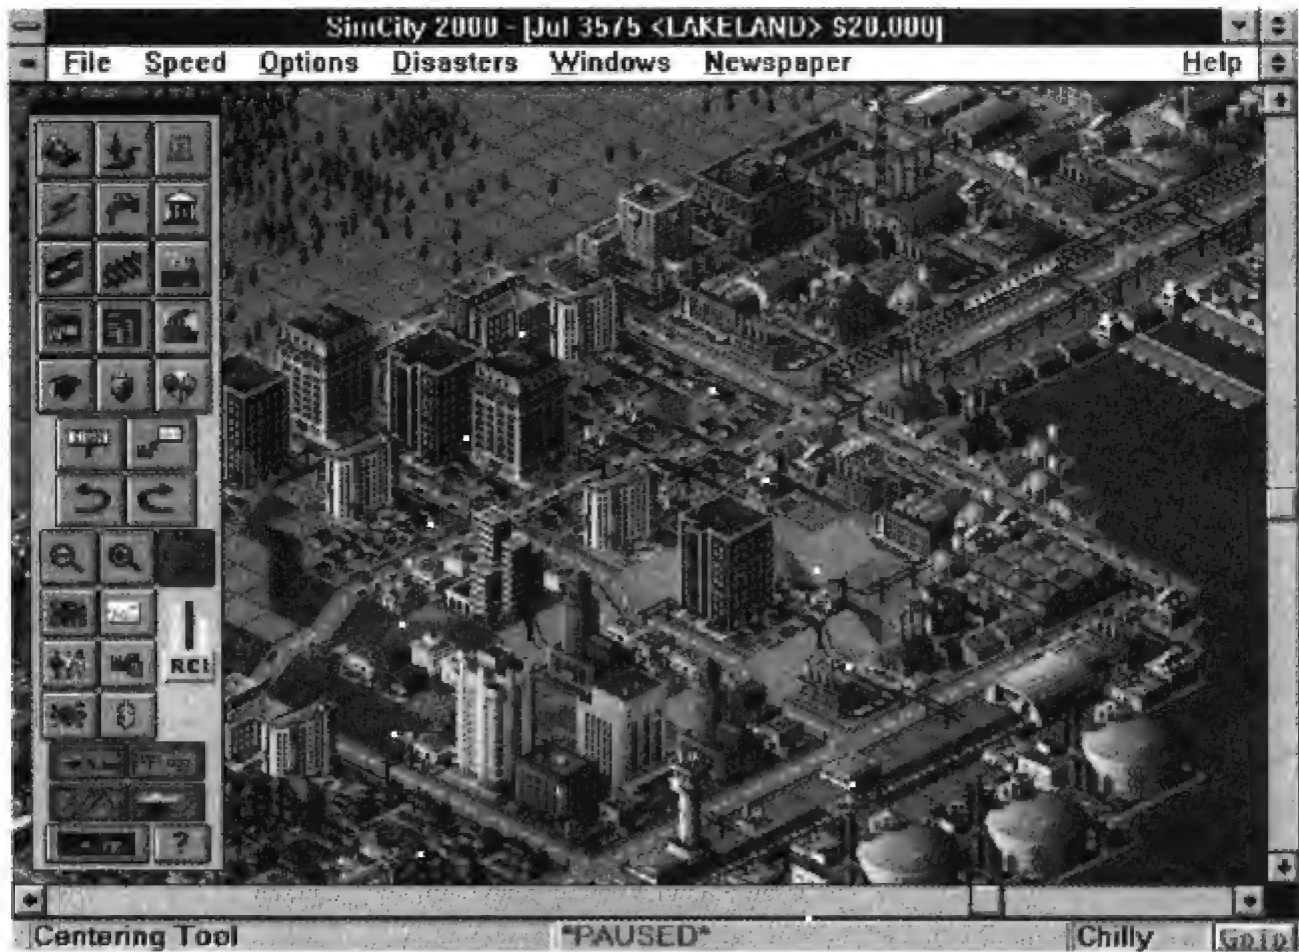 SimCity 2000 - [Jul 3575 <LAKELAND> $20.000]
File Speed Options Disasters Windows Newspaper Help
RCI
?
Centering Tool *PAUSED* Chilly